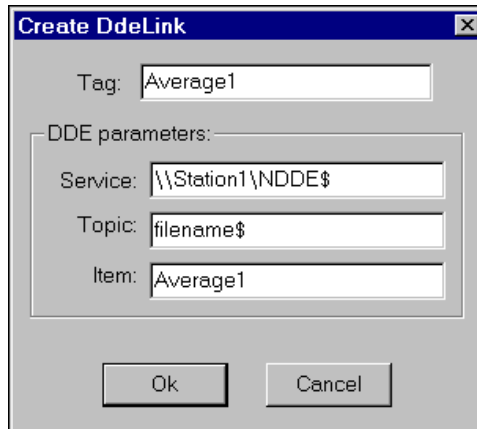 Create DdeLink
Tag: Average1
DDE parameters:
Service: \\Station1\NDDE$
Topic: filename$
Item: Average1
Ok Cancel